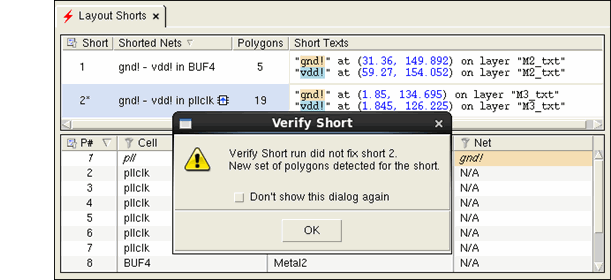 Layout Shorts ×
Short Shorted Nets Polygons Short Texts
1 gnd! - vdd! in BUF4 5 "gnd!" at (31.36, 149.892) on layer "M2_txt"
"vdd!" at (59.27, 154.052) on layer "M2_txt"
2* gnd! - vdd! in pllclk 19 "gnd!" at (1.85, 134.695) on layer "M3_txt"
"vdd!" at (1.845, 126.225) on layer "M3_txt"
Verify Short
Verify Short run did not fix short 2.
New set of polygons detected for the short.
Don't show this dialog again
OK
P# Cell Net
1 pll gnd!
2 pllclk N/A
3 pllclk N/A
4 pllclk N/A
5 pllclk N/A
6 pllclk N/A
7 pllclk N/A
8 BUF4 Metal2 N/A